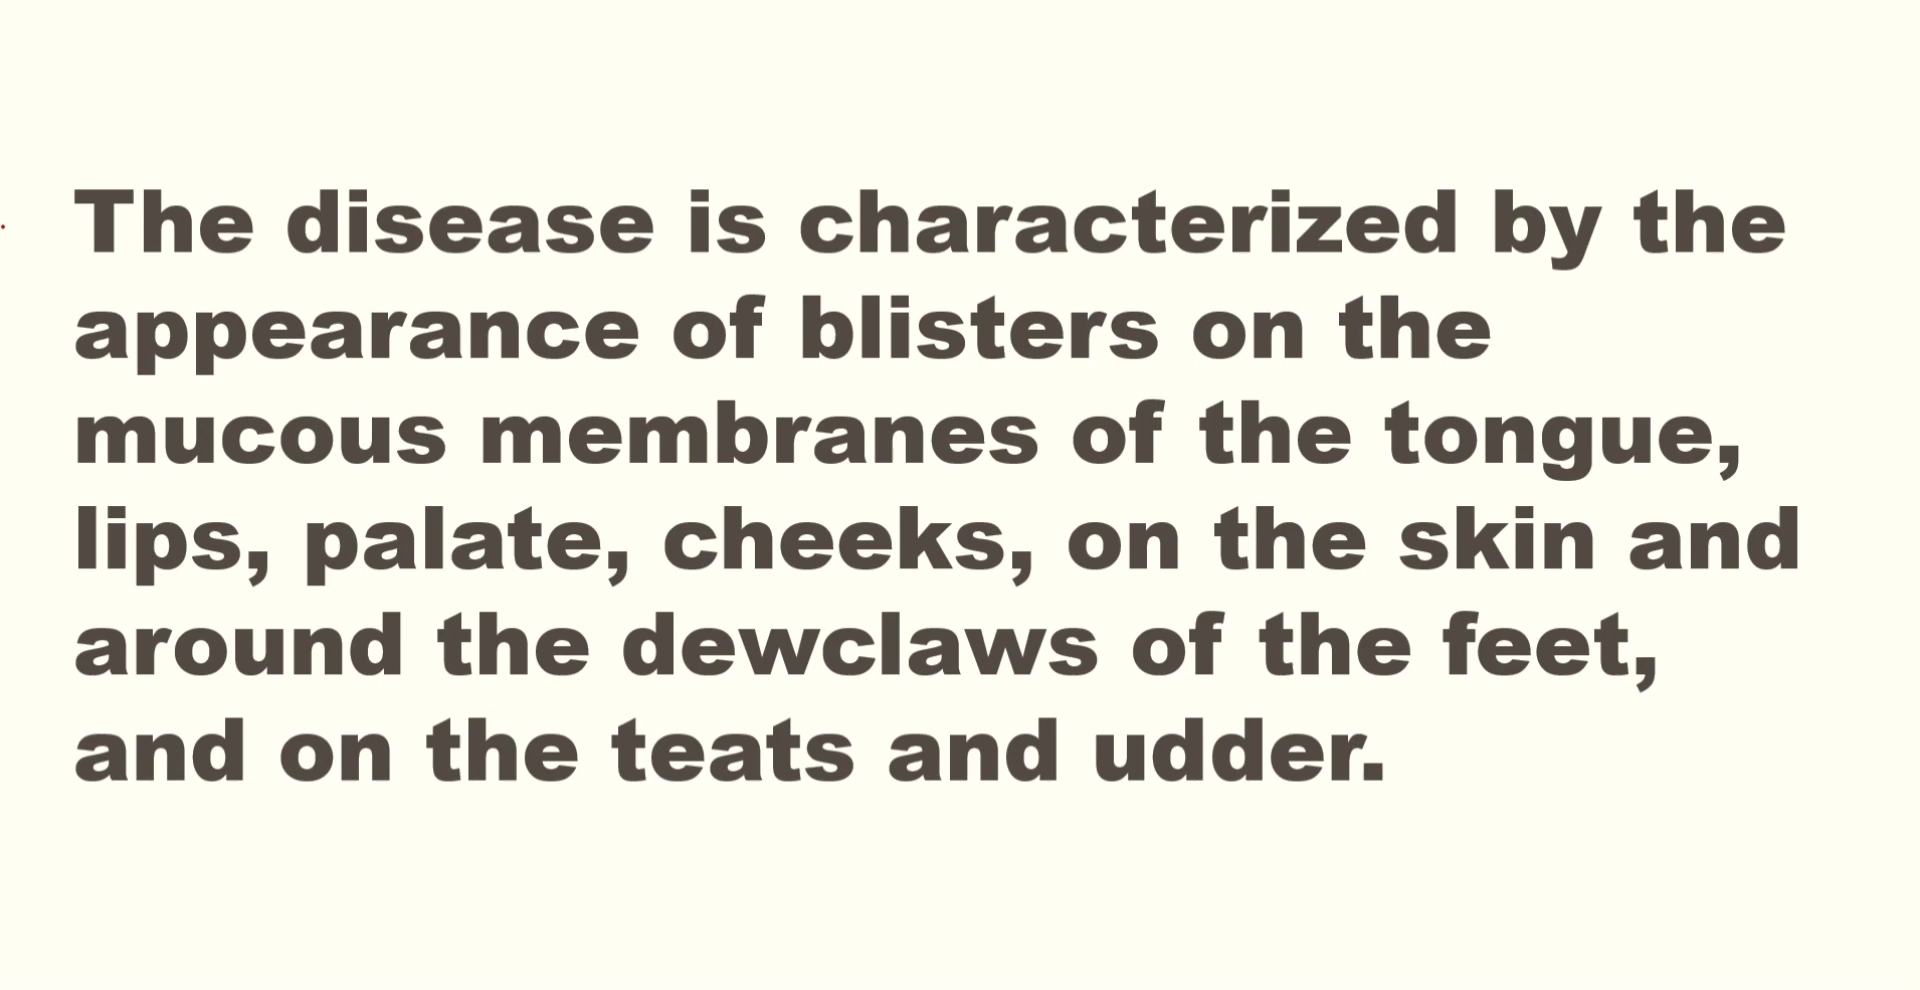 The disease is characterized by the
appearance of blisters on the
mucous membranes of the tongue,
lips, palate, cheeks, on the skin and
around the dewclaws of the feet,
and on the teats and udder.